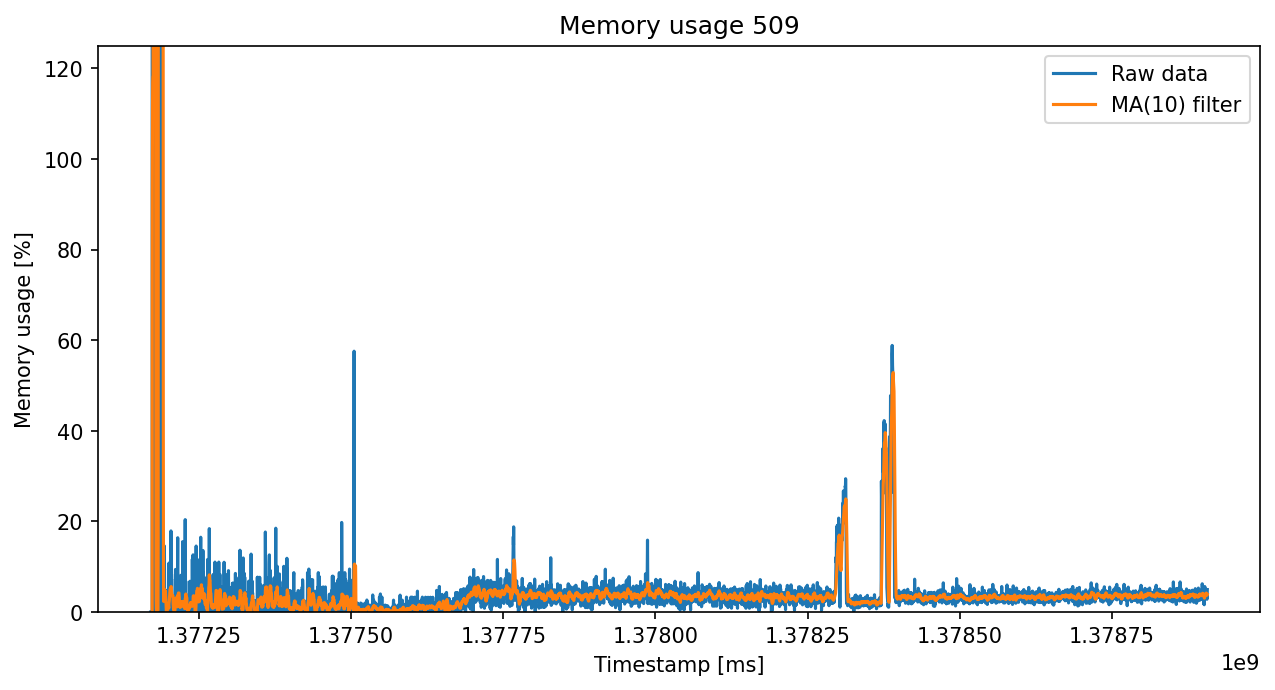 Memory usage 509
Raw data
MA(10) filter
Memory usage [%]
120
100
80
60
40
20
0
1.37725 1.37750 1.37775 1.37800 1.37825 1.37850 1.37875
1e9
Timestamp [ms]